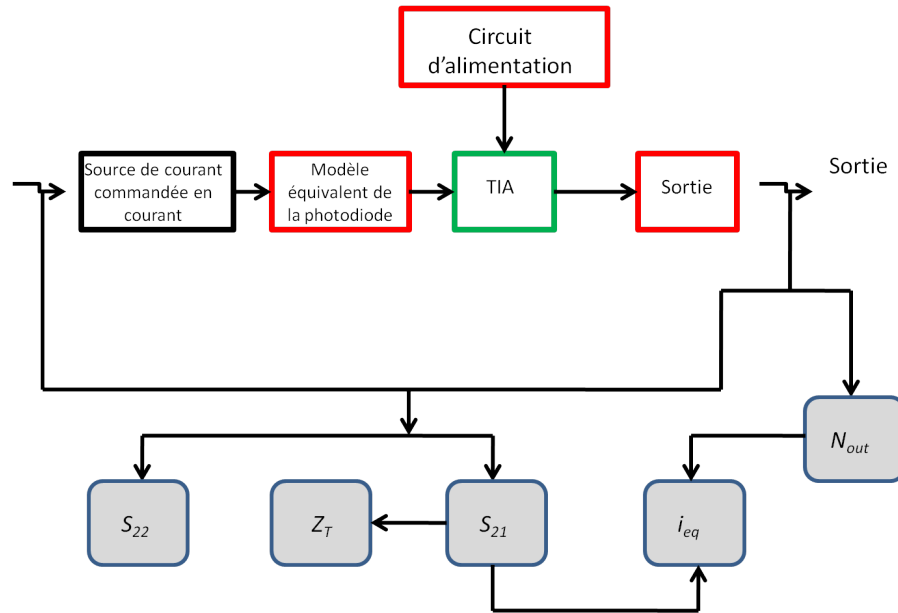 Circuit
d'alimentation
Source de courant
commandée en
courant
Modèle
équivalent de
la photodiode
TIA
Sortie
Sortie
N_out
S_22
Z_T
S_21
i_eq